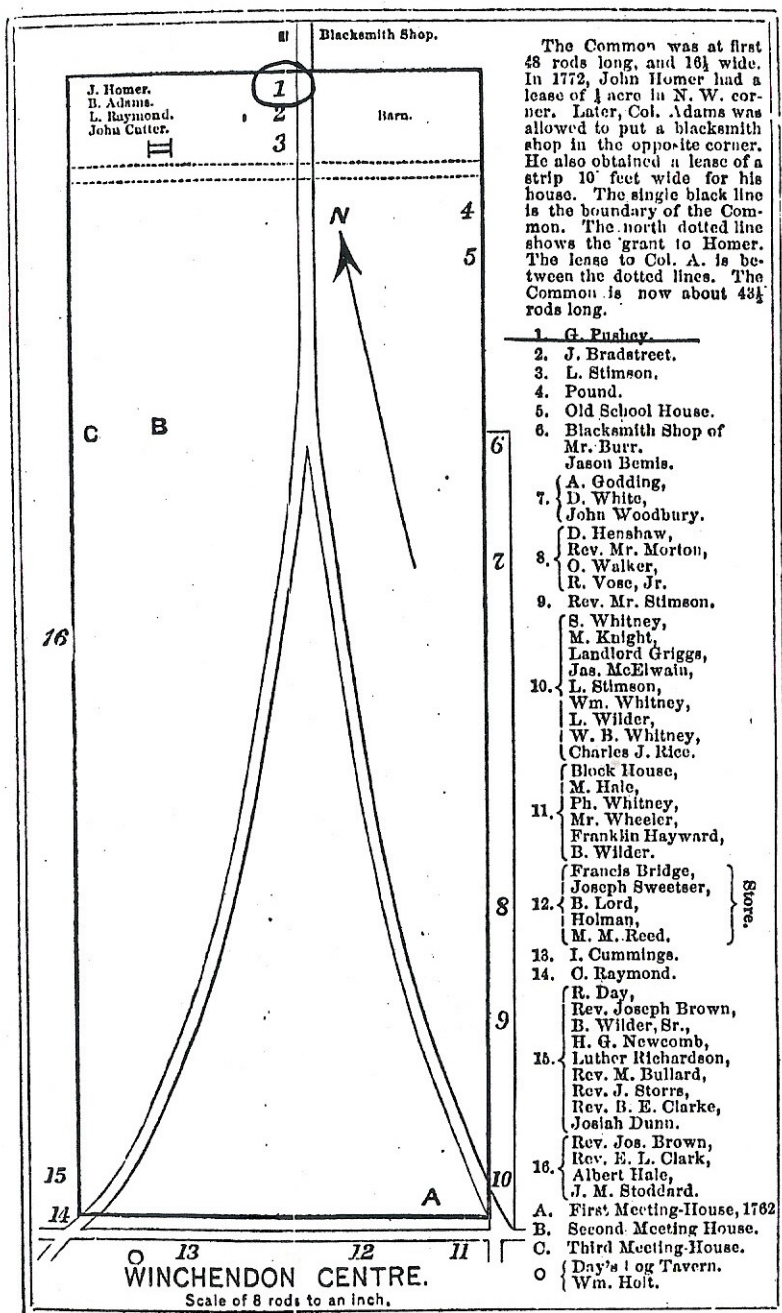 Blacksmith Shop.
J. Homer.
B. Adams.
L. Raymond.
John Cutter.
1
2
3
Barn.
N
4
5
C
B
6
7
16
8
9
15
14
10
A
O
13
12
11
WINCHENDON CENTRE.
Scale of 8 rods to an inch.
The Common was at first
48 rods long, and 16½ wide.
In 1772, John Homer had a
lease of ¼ acre in N. W. cor-
ner. Later, Col. Adams was
allowed to put a blacksmith
shop in the opposite corner.
He also obtained a lease of a
strip 10 feet wide for his
house. The single black line
is the boundary of the Com-
mon. The north dotted line
shows the grant to Homer.
The lease to Col. A. is be-
tween the dotted lines. The
Common is now about 43½
rods long.
1. G. Pushey.
2. J. Bradstreet.
3. L. Stimson.
4. Pound.
5. Old School House.
6. Blacksmith Shop of
Mr. Burr.
Jason Bemis.
7. A. Godding,
D. White,
John Woodbury.
8. D. Henshaw,
Rev. Mr. Morton,
O. Walker,
R. Vose, Jr.
9. Rev. Mr. Stimson.
10. S. Whitney,
M. Knight,
Landlord Griggs,
Jas. McElwain,
L. Stimson,
Wm. Whitney,
L. Wilder,
W. B. Whitney,
Charles J. Rice.
11. Block House,
M. Hale,
Ph. Whitney,
Mr. Wheeler,
Franklin Hayward,
B. Wilder.
12. Francis Bridge,
Joseph Sweetser,
B. Lord,
Holman,
M. M. Reed.
Store.
13. I. Cummings.
14. C. Raymond.
15. R. Day,
Rev. Joseph Brown,
B. Wilder, Sr.,
H. G. Newcomb,
Luther Richardson,
Rev. M. Bullard,
Rev. J. Storrs,
Rev. B. E. Clarke,
Josiah Dunn.
16. Rev. Jos. Brown,
Rev. E. L. Clark,
Albert Hale,
J. M. Stoddard.
A. First Meeting-House, 1762
B. Second Meeting House.
C. Third Meeting-House.
O Day's Log Tavern.
Wm. Holt.